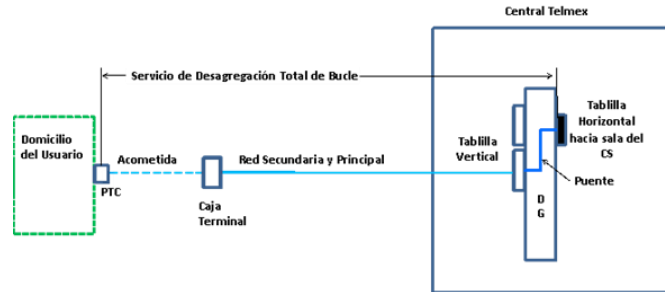 Central Telmex
Servicio de Desagregación Total de Bucle
Domicilio
del Usuario
Acometida
PTC
Red Secundaria y Principal
Caja
Terminal
Tablilla
Vertical
Tablilla
Horizontal
hacia sala del
CS
Puente
D
G